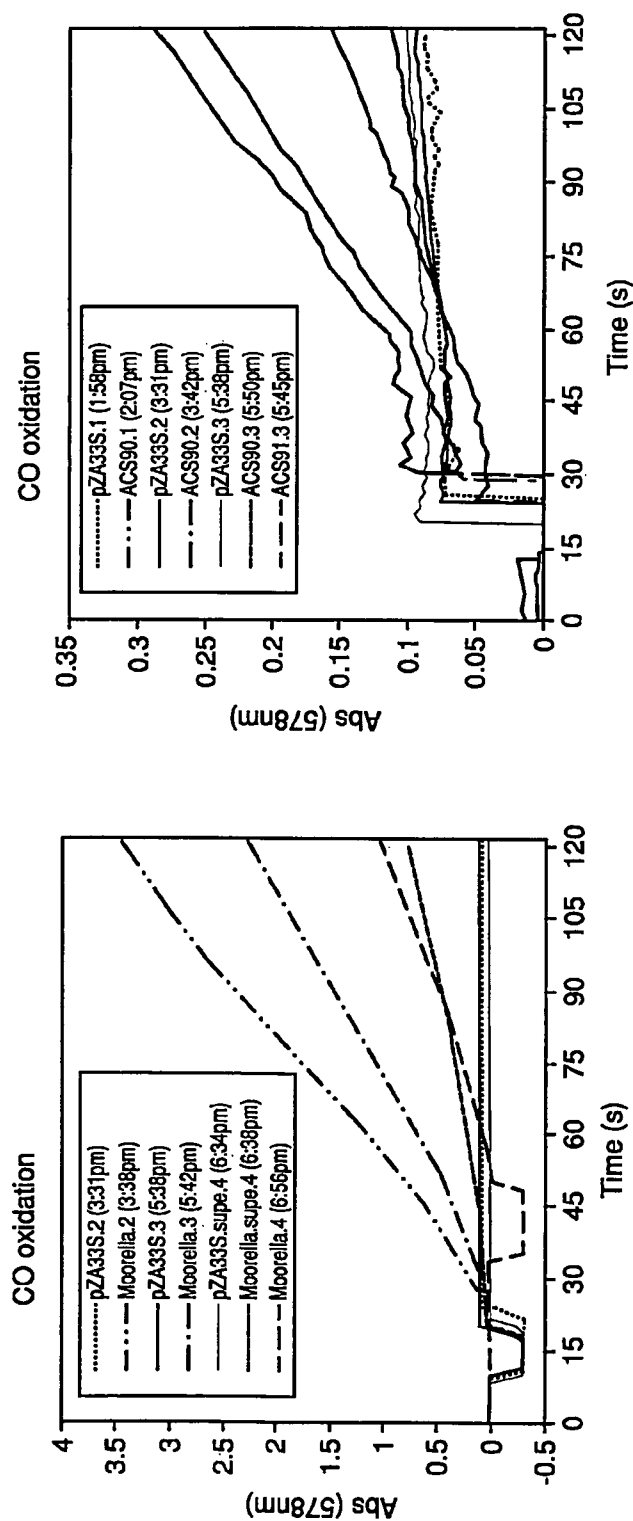 CO oxidation
4
3.5
3
2.5
2
1.5
1
0.5
0
-0.5
Abs (578nm)
pZA33S.2 (3:31pm)
Moorella.2 (3:38pm)
pZA33S.3 (5:38pm)
Moorella.3 (5:42pm)
pZA33S.supe.4 (6:34pm)
Moorella.supe.4 (6:38pm)
Moorella.4 (6:56pm)
0 15 30 45 60 75 90 105 120
Time (s)
CO oxidation
0.35
0.3
0.25
0.2
0.15
0.1
0.05
0
Abs (578nm)
pZA33S.1 (1:58pm)
ACS90.1 (2:07pm)
pZA33S.2 (3:31pm)
ACS90.2 (3:42pm)
pZA33S.3 (5:38pm)
ACS90.3 (5:50pm)
ACS91.3 (5:45pm)
0 15 30 45 60 75 90 105 120
Time (s)